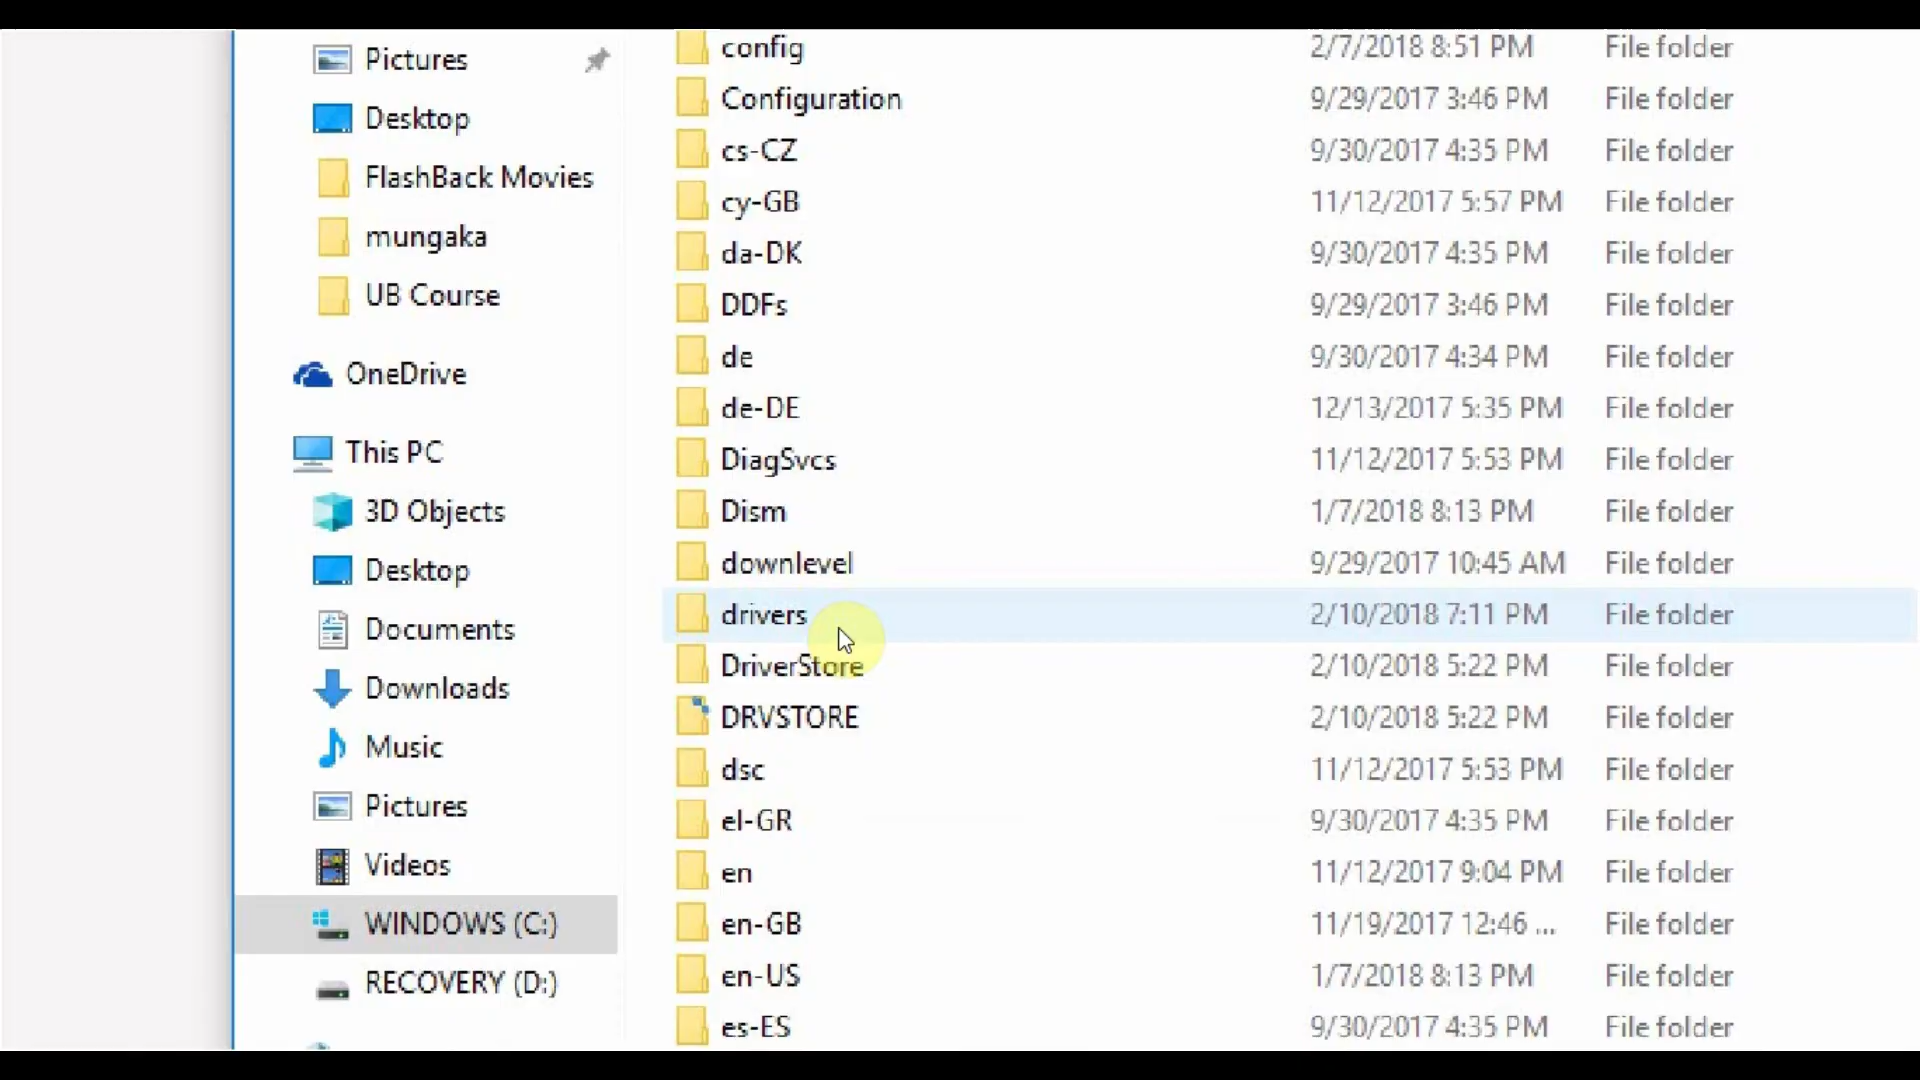 Pictures
Desktop
FlashBack Movies
mungaka
UB Course
OneDrive
This PC
3D Objects
Desktop
Documents
Downloads
Music
Pictures
Videos
WINDOWS (C:)
RECOVERY (D:)
config 2/7/2018 8:51 PM File folder
Configuration 9/29/2017 3:46 PM File folder
cs-CZ 9/30/2017 4:35 PM File folder
cy-GB 11/12/2017 5:57 PM File folder
da-DK 9/30/2017 4:35 PM File folder
DDFs 9/29/2017 3:46 PM File folder
de 9/30/2017 4:34 PM File folder
de-DE 12/13/2017 5:35 PM File folder
DiagSvcs 11/12/2017 5:53 PM File folder
Dism 1/7/2018 8:13 PM File folder
downlevel 9/29/2017 10:45 AM File folder
drivers 2/10/2018 7:11 PM File folder
DriverStore 2/10/2018 5:22 PM File folder
DRVSTORE 2/10/2018 5:22 PM File folder
dsc 11/12/2017 5:53 PM File folder
el-GR 9/30/2017 4:35 PM File folder
en 11/12/2017 9:04 PM File folder
en-GB 11/19/2017 12:46 ... File folder
en-US 1/7/2018 8:13 PM File folder
es-ES 9/30/2017 4:35 PM File folder